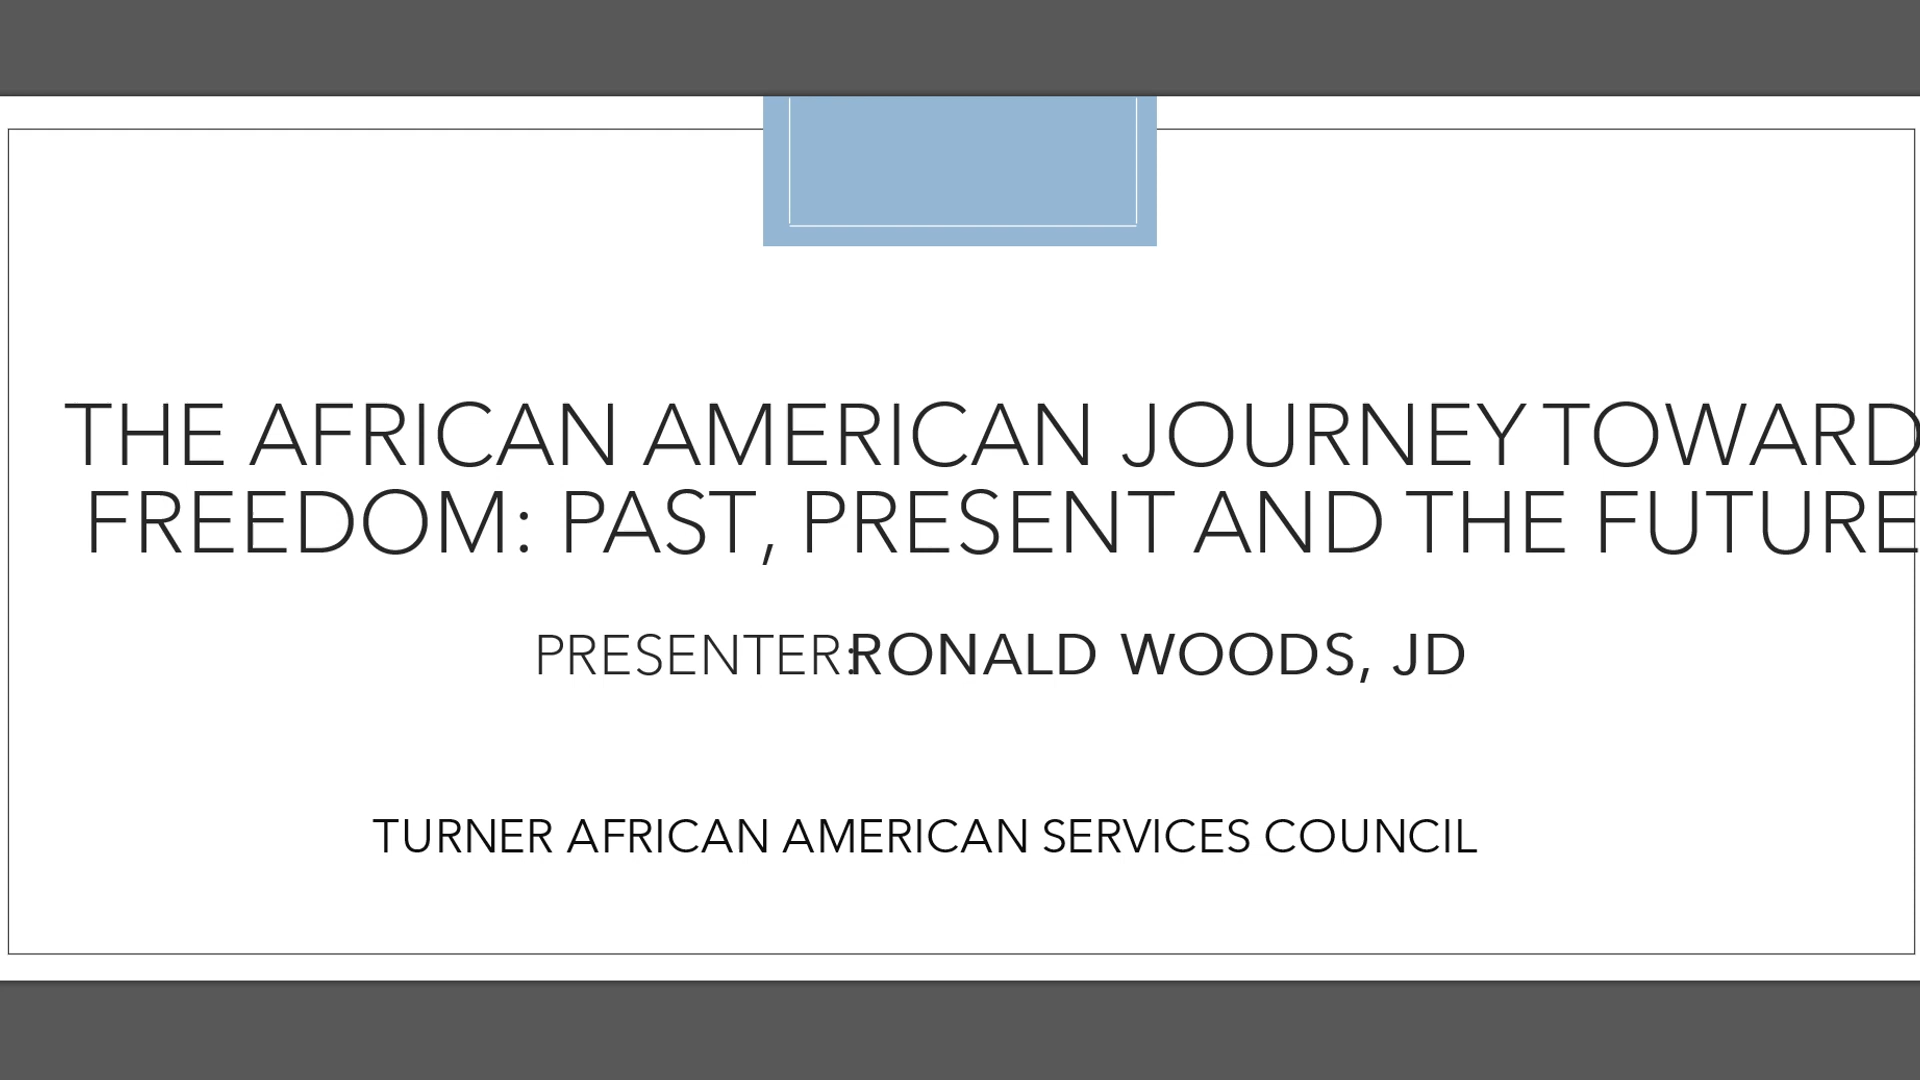 THE AFRICAN AMERICAN JOURNEY TOWARD
FREEDOM: PAST, PRESENT AND THE FUTURE
PRESENTER:RONALD WOODS, JD
TURNER AFRICAN AMERICAN SERVICES COUNCIL